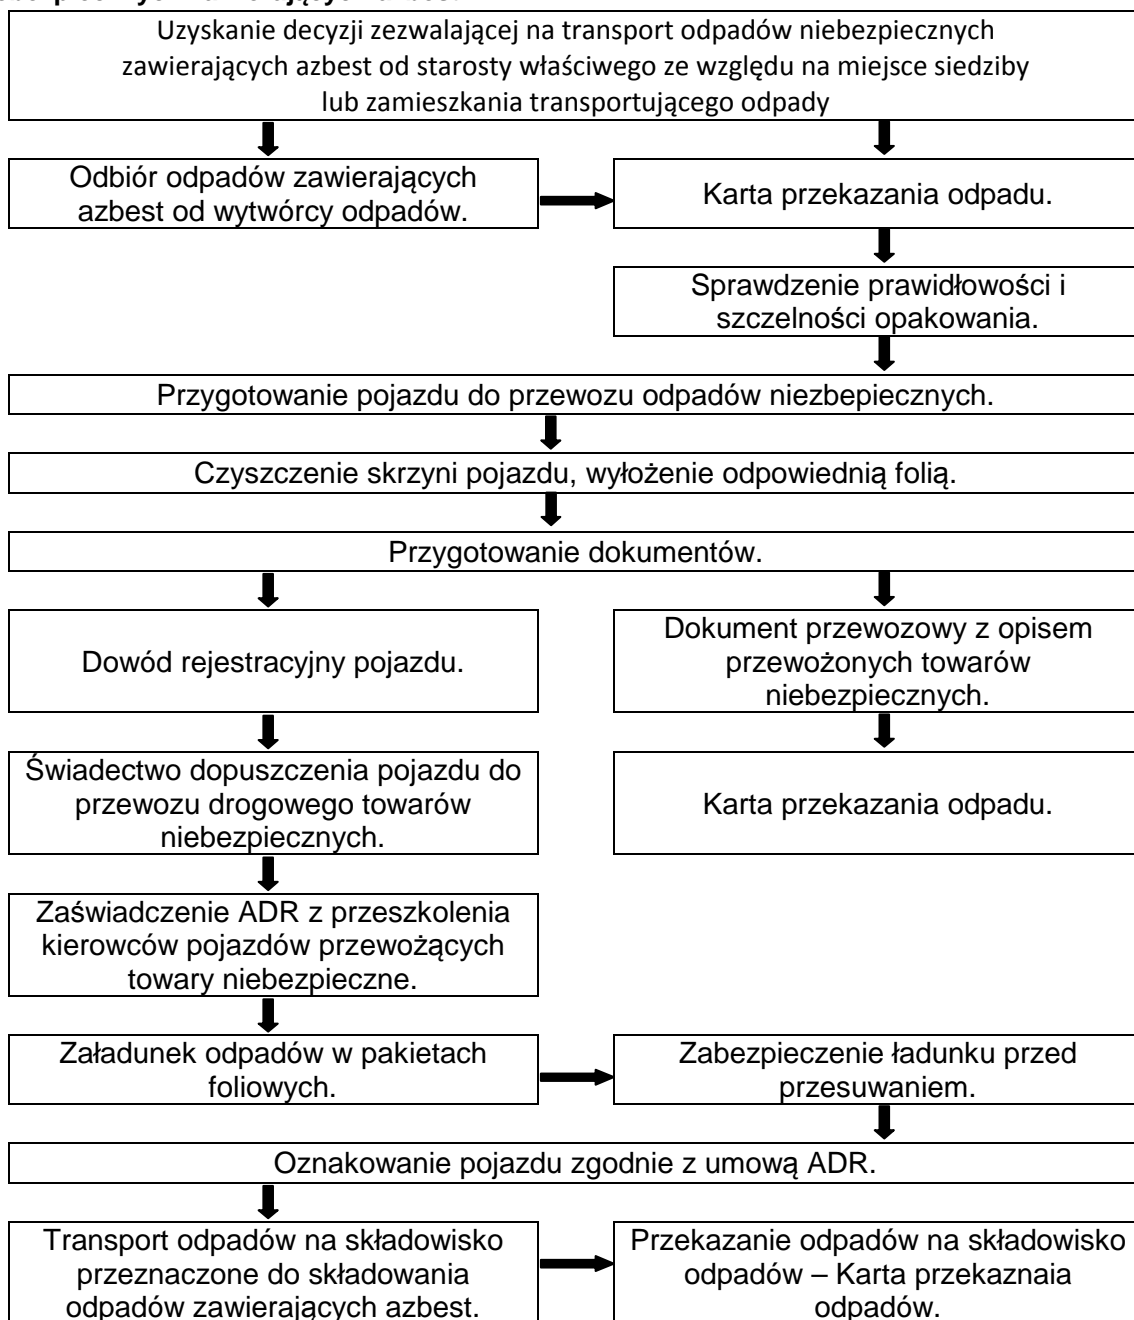 Uzyskanie decyzji zezwalającej na transport odpadów niebezpiecznych
zawierających azbest od starosty właściwego ze względu na miejsce siedziby
lub zamieszkania transportującego odpady
Odbiór odpadów zawierających
azbest od wytwórcy odpadów.
Karta przekazania odpadu.
Sprawdzenie prawidłowości i
szczelności opakowania.
Przygotowanie pojazdu do przewozu odpadów niezbepiecznych.
Czyszczenie skrzyni pojazdu, wyłożenie odpowiednią folią.
Przygotowanie dokumentów.
Dowód rejestracyjny pojazdu.
Dokument przewozowy z opisem
przewożonych towarów
niebezpiecznych.
Świadectwo dopuszczenia pojazdu do
przewozu drogowego towarów
niebezpiecznych.
Karta przekazania odpadu.
Zaświadczenie ADR z przeszkolenia
kierowców pojazdów przewożących
towary niebezpieczne.
Załadunek odpadów w pakietach
foliowych.
Zabezpieczenie ładunku przed
przesuwaniem.
Oznakowanie pojazdu zgodnie z umową ADR.
Transport odpadów na składowisko
przeznaczone do składowania
odpadów zawierających azbest.
Przekazanie odpadów na składowisko
odpadów – Karta przekaznaia
odpadów.